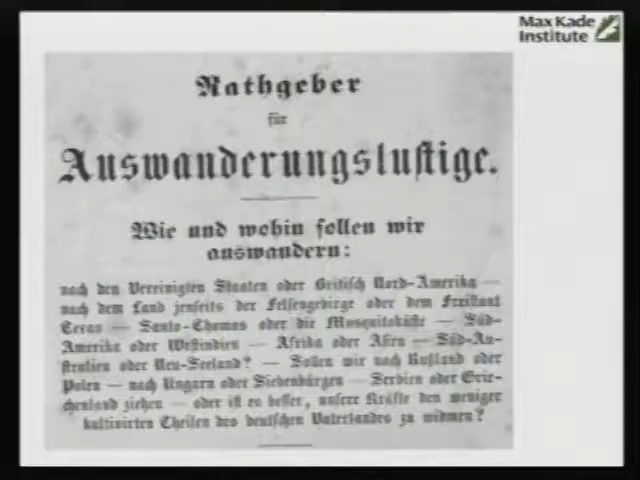 Max Kade
Institute
Rathgeber
für
Auswanderungslustige.
Wie und wohin sollen wir
auswandern:
nach den Vereinigten Staaten oder Britisch Nord-Amerika —
nach dem Land jenseits der Felsengebirge oder dem Freistaat
Texas — Santo-Thomas oder die Mosquitoküste — Süd-
Amerika oder Westindien — Afrika oder Asien — Süd-Au-
stralien oder Neu-Seeland? — Sollen wir nach Rußland oder
Polen — nach Ungarn oder Siebenbürgen — Serbien oder Grie-
chenland ziehen — oder ist es besser, unsere Kräfte den weniger
kultivirten Theilen des deutschen Vaterlandes zu widmen?